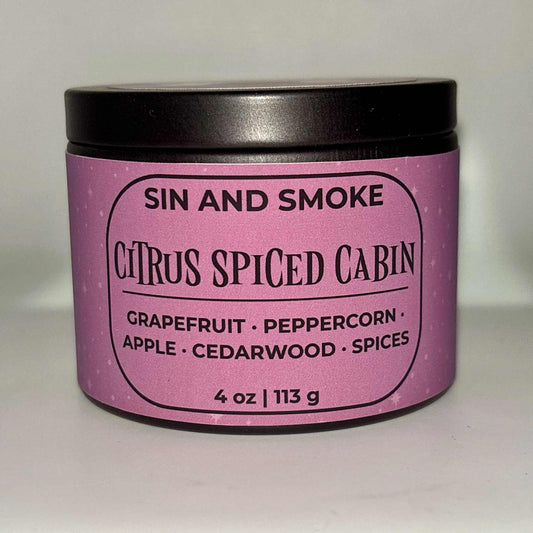 SIN AND SMOKE
CiTRUS SPiCED CABIN
GRAPEFRUIT · PEPPERCORN ·
APPLE · CEDARWOOD · SPICES
4 oz | 113 g